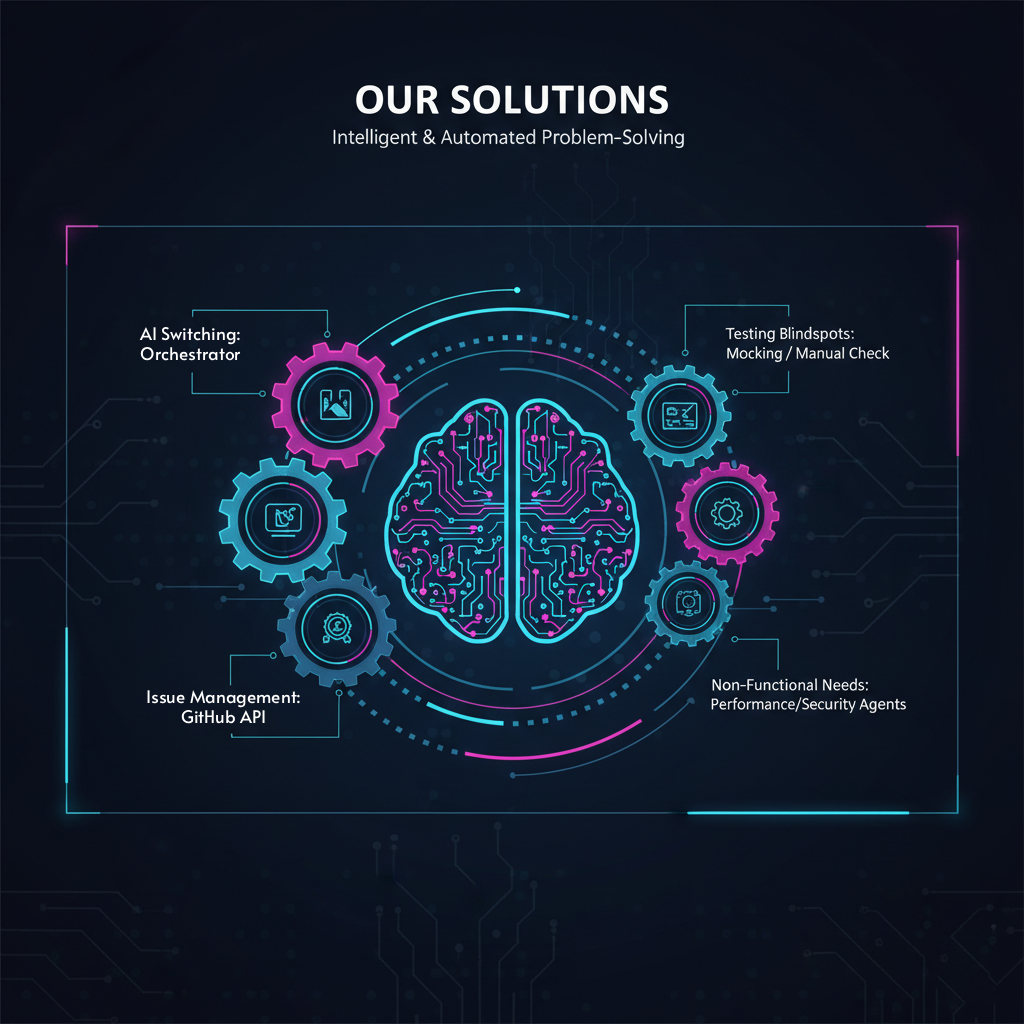 OUR SOLUTIONS
Intelligent & Automated Problem-Solving
AI Switching:
Orchestrator
Testing Blindspots:
Mocking / Manual Check
Issue Management:
GitHub API
Non-Functional Needs:
Performance/Security Agents